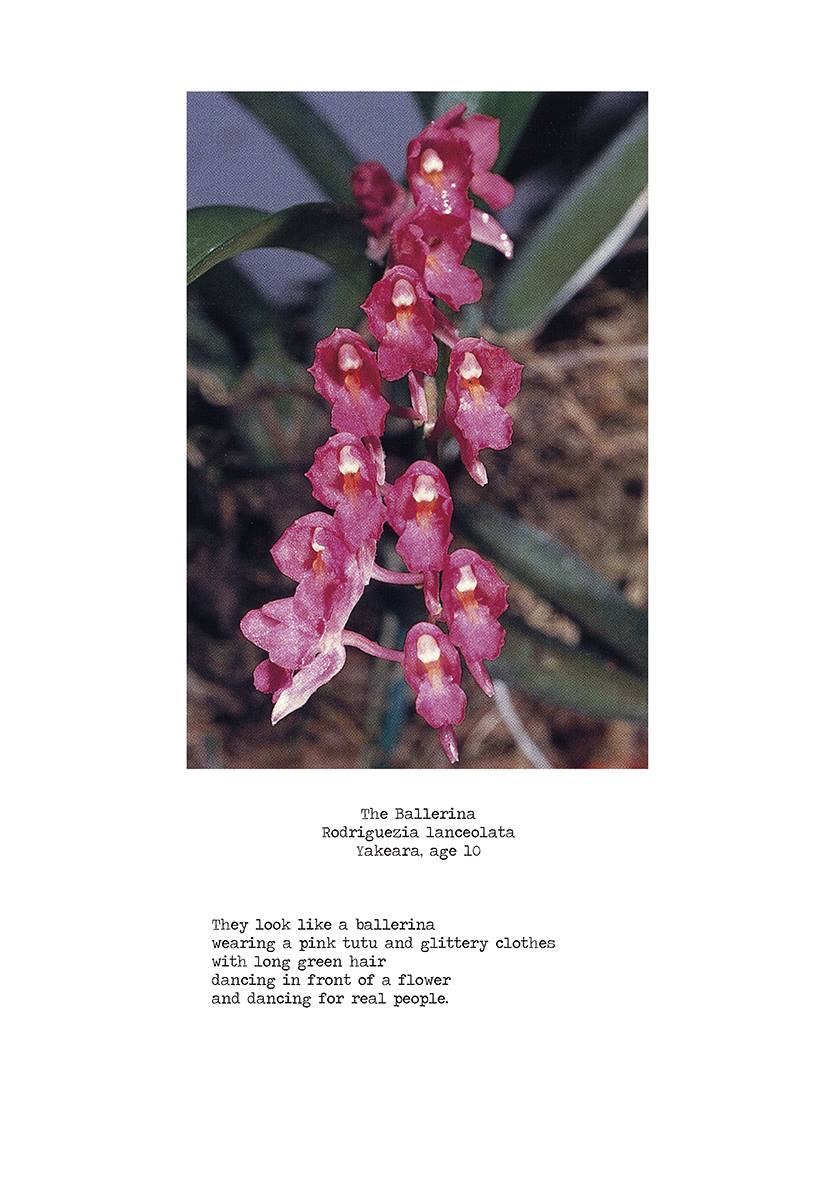 The Ballerina
Rodriguezia lanceolata
Yakeara, age 10
They look like a ballerina
wearing a pink tutu and glittery clothes
with long green hair
dancing in front of a flower
and dancing for real people.